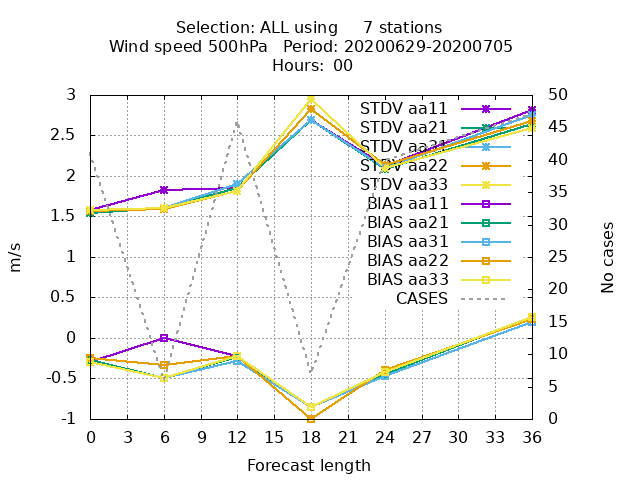 Selection: ALL using 7 stations
Wind speed 500hPa Period: 20200629-20200705
Hours: 00
3
2.5
2
1.5
1
0.5
0
-0.5
-1
m/s
STDV aa11
STDV aa21
STDV aa31
STDV aa22
STDV aa33
BIAS aa11
BIAS aa21
BIAS aa31
BIAS aa22
BIAS aa33
CASES
50
45
40
35
30
25
20
15
10
5
0
No cases
0 3 6 9 12 15 18 21 24 27 30 33 36
Forecast length